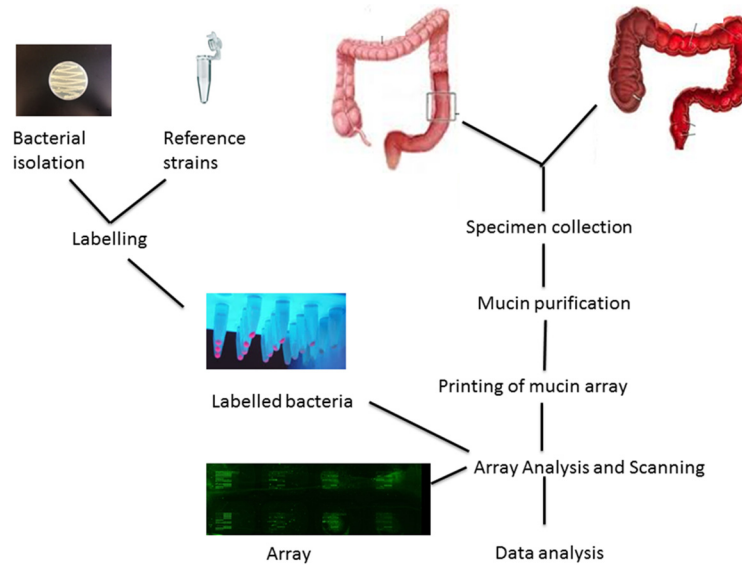 Bacterial
isolation
Reference
strains
Labelling
Specimen collection
Mucin purification
Printing of mucin array
Labelled bacteria
Array Analysis and Scanning
Array
Data analysis